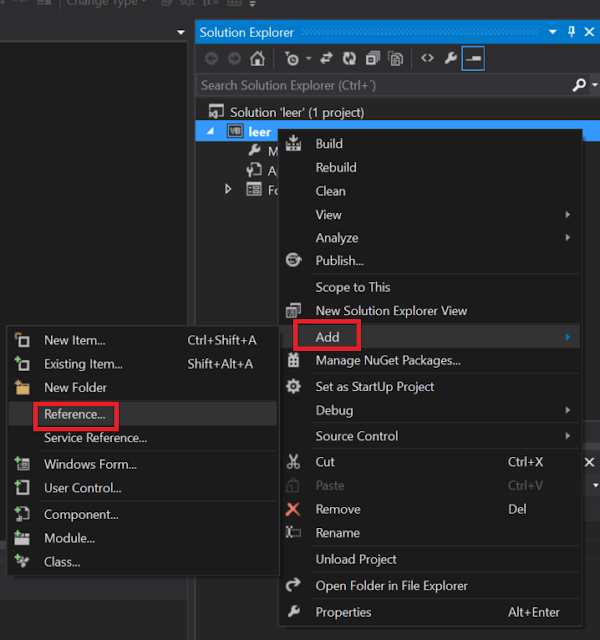 Change Type
SQL
Solution Explorer
Search Solution Explorer (Ctrl+´)
Solution 'leer' (1 project)
VB leer
M
A
Fo
Build
Rebuild
Clean
View
Analyze
Publish...
Scope to This
New Solution Explorer View
Add
Manage NuGet Packages...
Set as StartUp Project
Debug
Source Control
Cut Ctrl+X
Paste Ctrl+V
Remove Del
Rename
Unload Project
Open Folder in File Explorer
Properties Alt+Enter
New Item... Ctrl+Shift+A
Existing Item... Shift+Alt+A
New Folder
Reference...
Service Reference...
Windows Form...
User Control...
Component...
Module...
Class...